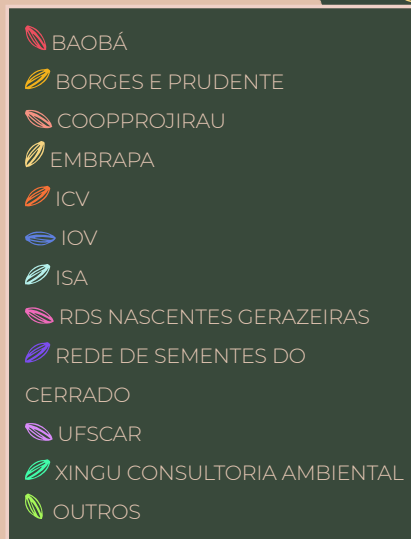 BAOBÁ
BORGES E PRUDENTE
COOPPROJIRAU
EMBRAPA
ICV
IOV
ISA
RDS NASCENTES GERAZEIRAS
REDE DE SEMENTES DO
CERRADO
UFSCAR
XINGU CONSULTORIA AMBIENTAL
OUTROS